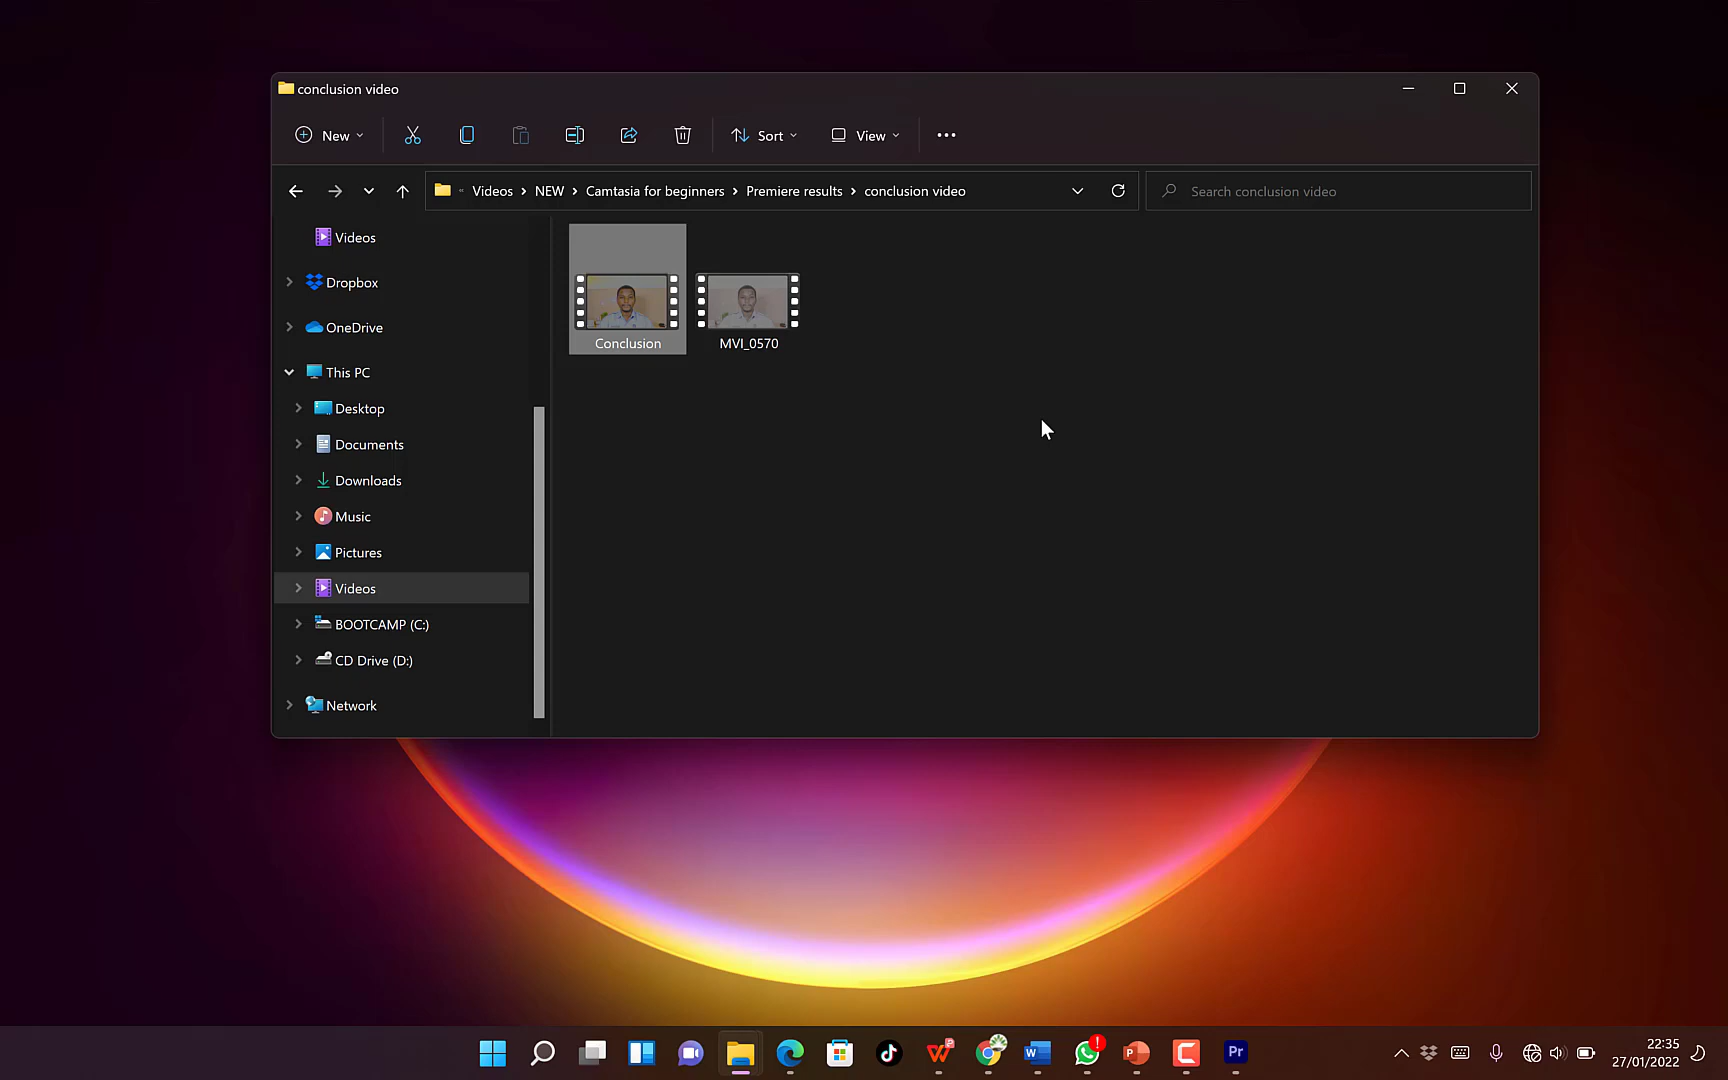 conclusion video
New
Sort
View
« Videos > NEW > Camtasia for beginners > Premiere results > conclusion video
Search conclusion video
Videos
Dropbox
OneDrive
This PC
Desktop
Documents
Downloads
Music
Pictures
Videos
BOOTCAMP (C:)
CD Drive (D:)
Network
Conclusion
MVI_0570
Pr
22:35
27/01/2022